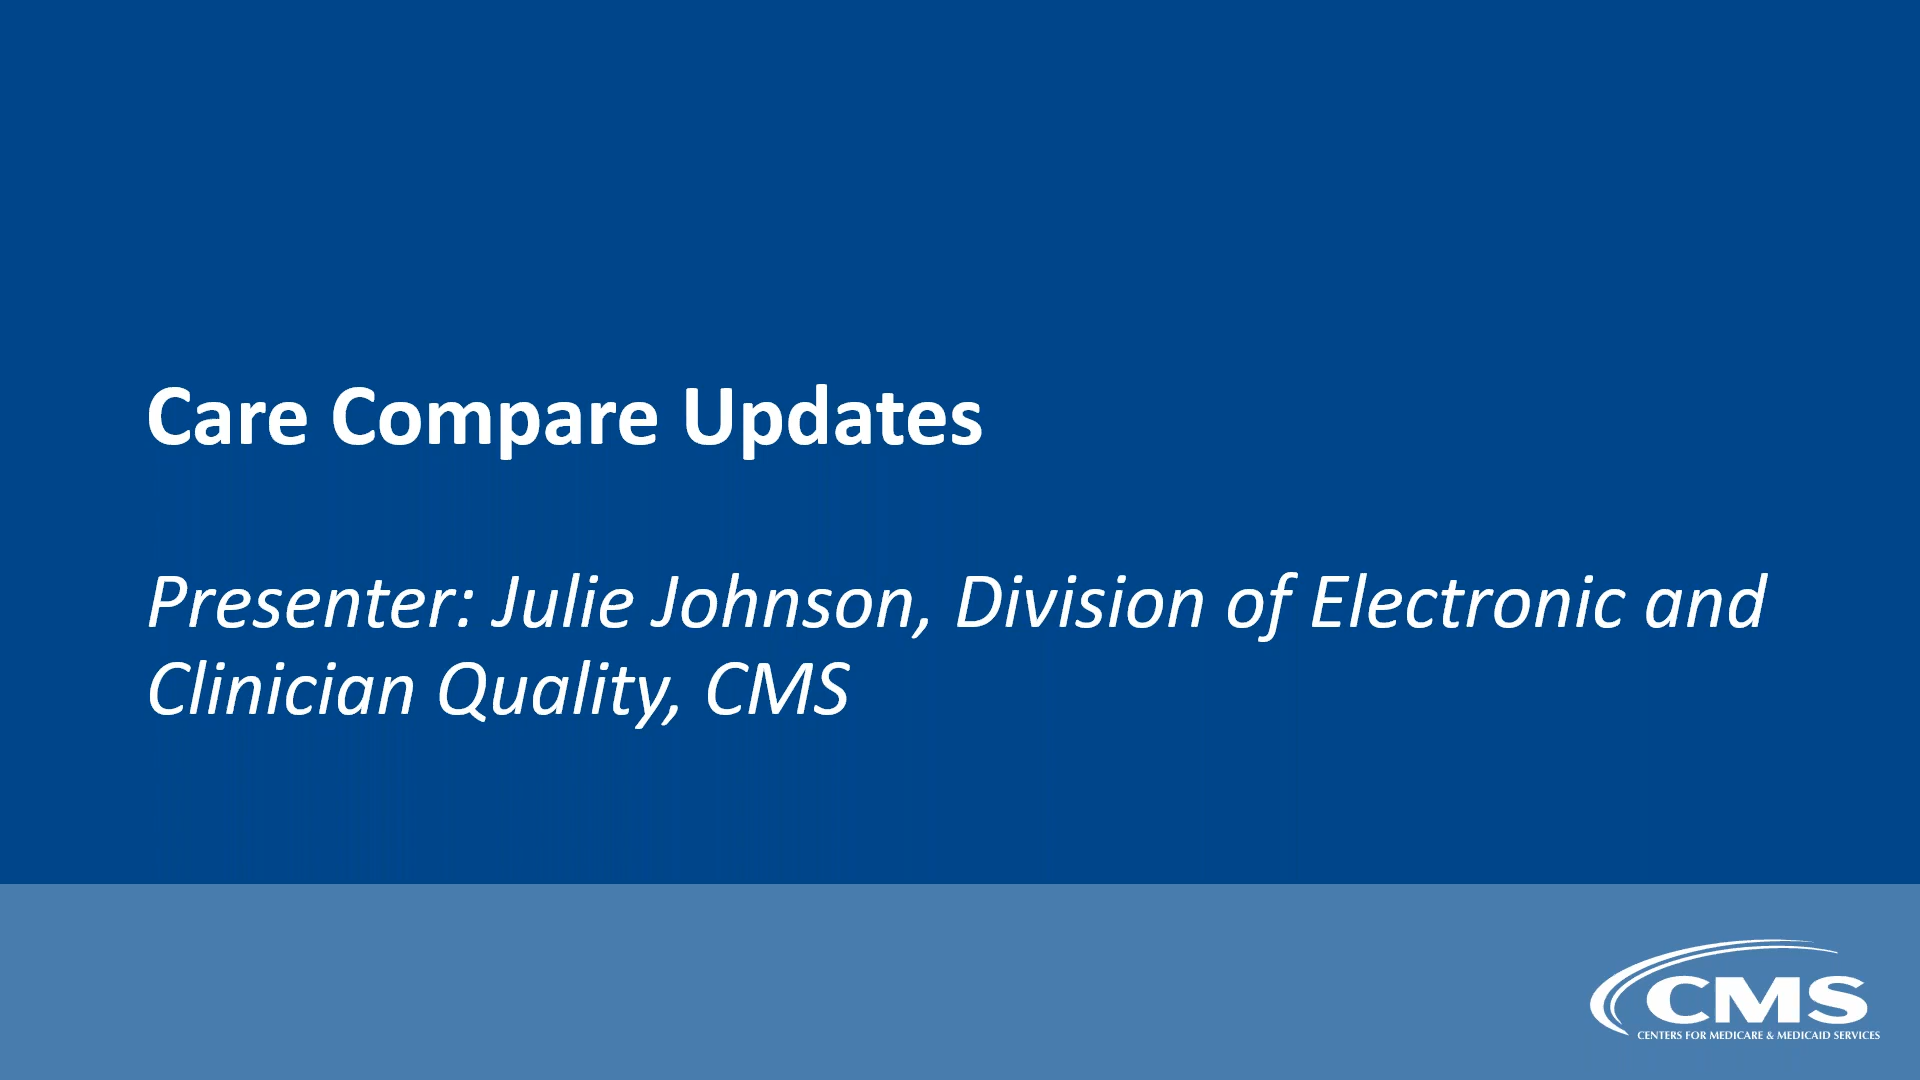 Care Compare Updates
Presenter: Julie Johnson, Division of Electronic and
Clinician Quality, CMS
CMS
CENTERS FOR MEDICARE & MEDICAID SERVICES